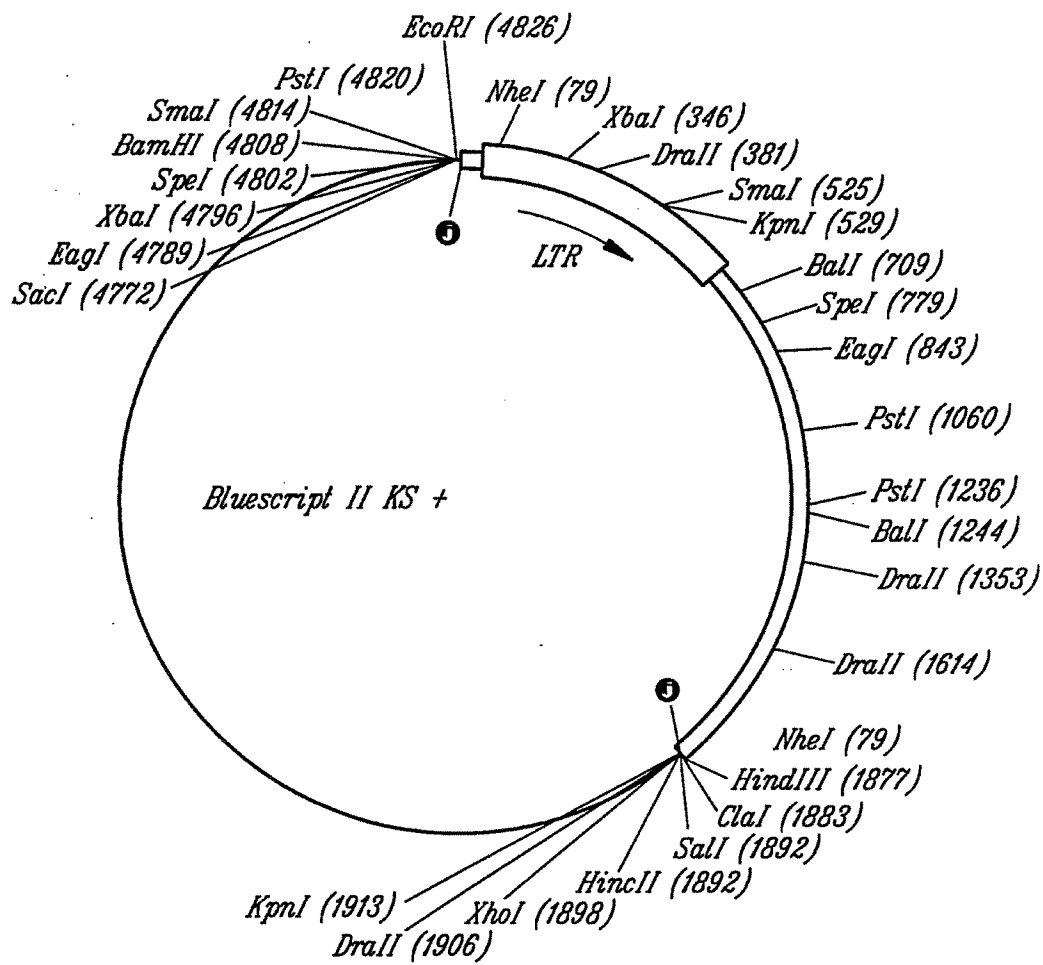 EcoRI (4826)
PstI (4820)
SmaI (4814)
BamHI (4808)
SpeI (4802)
XbaI (4796)
EagI (4789)
SacI (4772)
NheI (79)
XbaI (346)
DraII (381)
SmaI (525)
KpnI (529)
BalI (709)
SpeI (779)
EagI (843)
PstI (1060)
PstI (1236)
BalI (1244)
DraII (1353)
DraII (1614)
j
LTR
Bluescript II KS +
j
NheI (79)
HindIII (1877)
ClaI (1883)
SalI (1892)
HincII (1892)
XhoI (1898)
DraII (1906)
KpnI (1913)